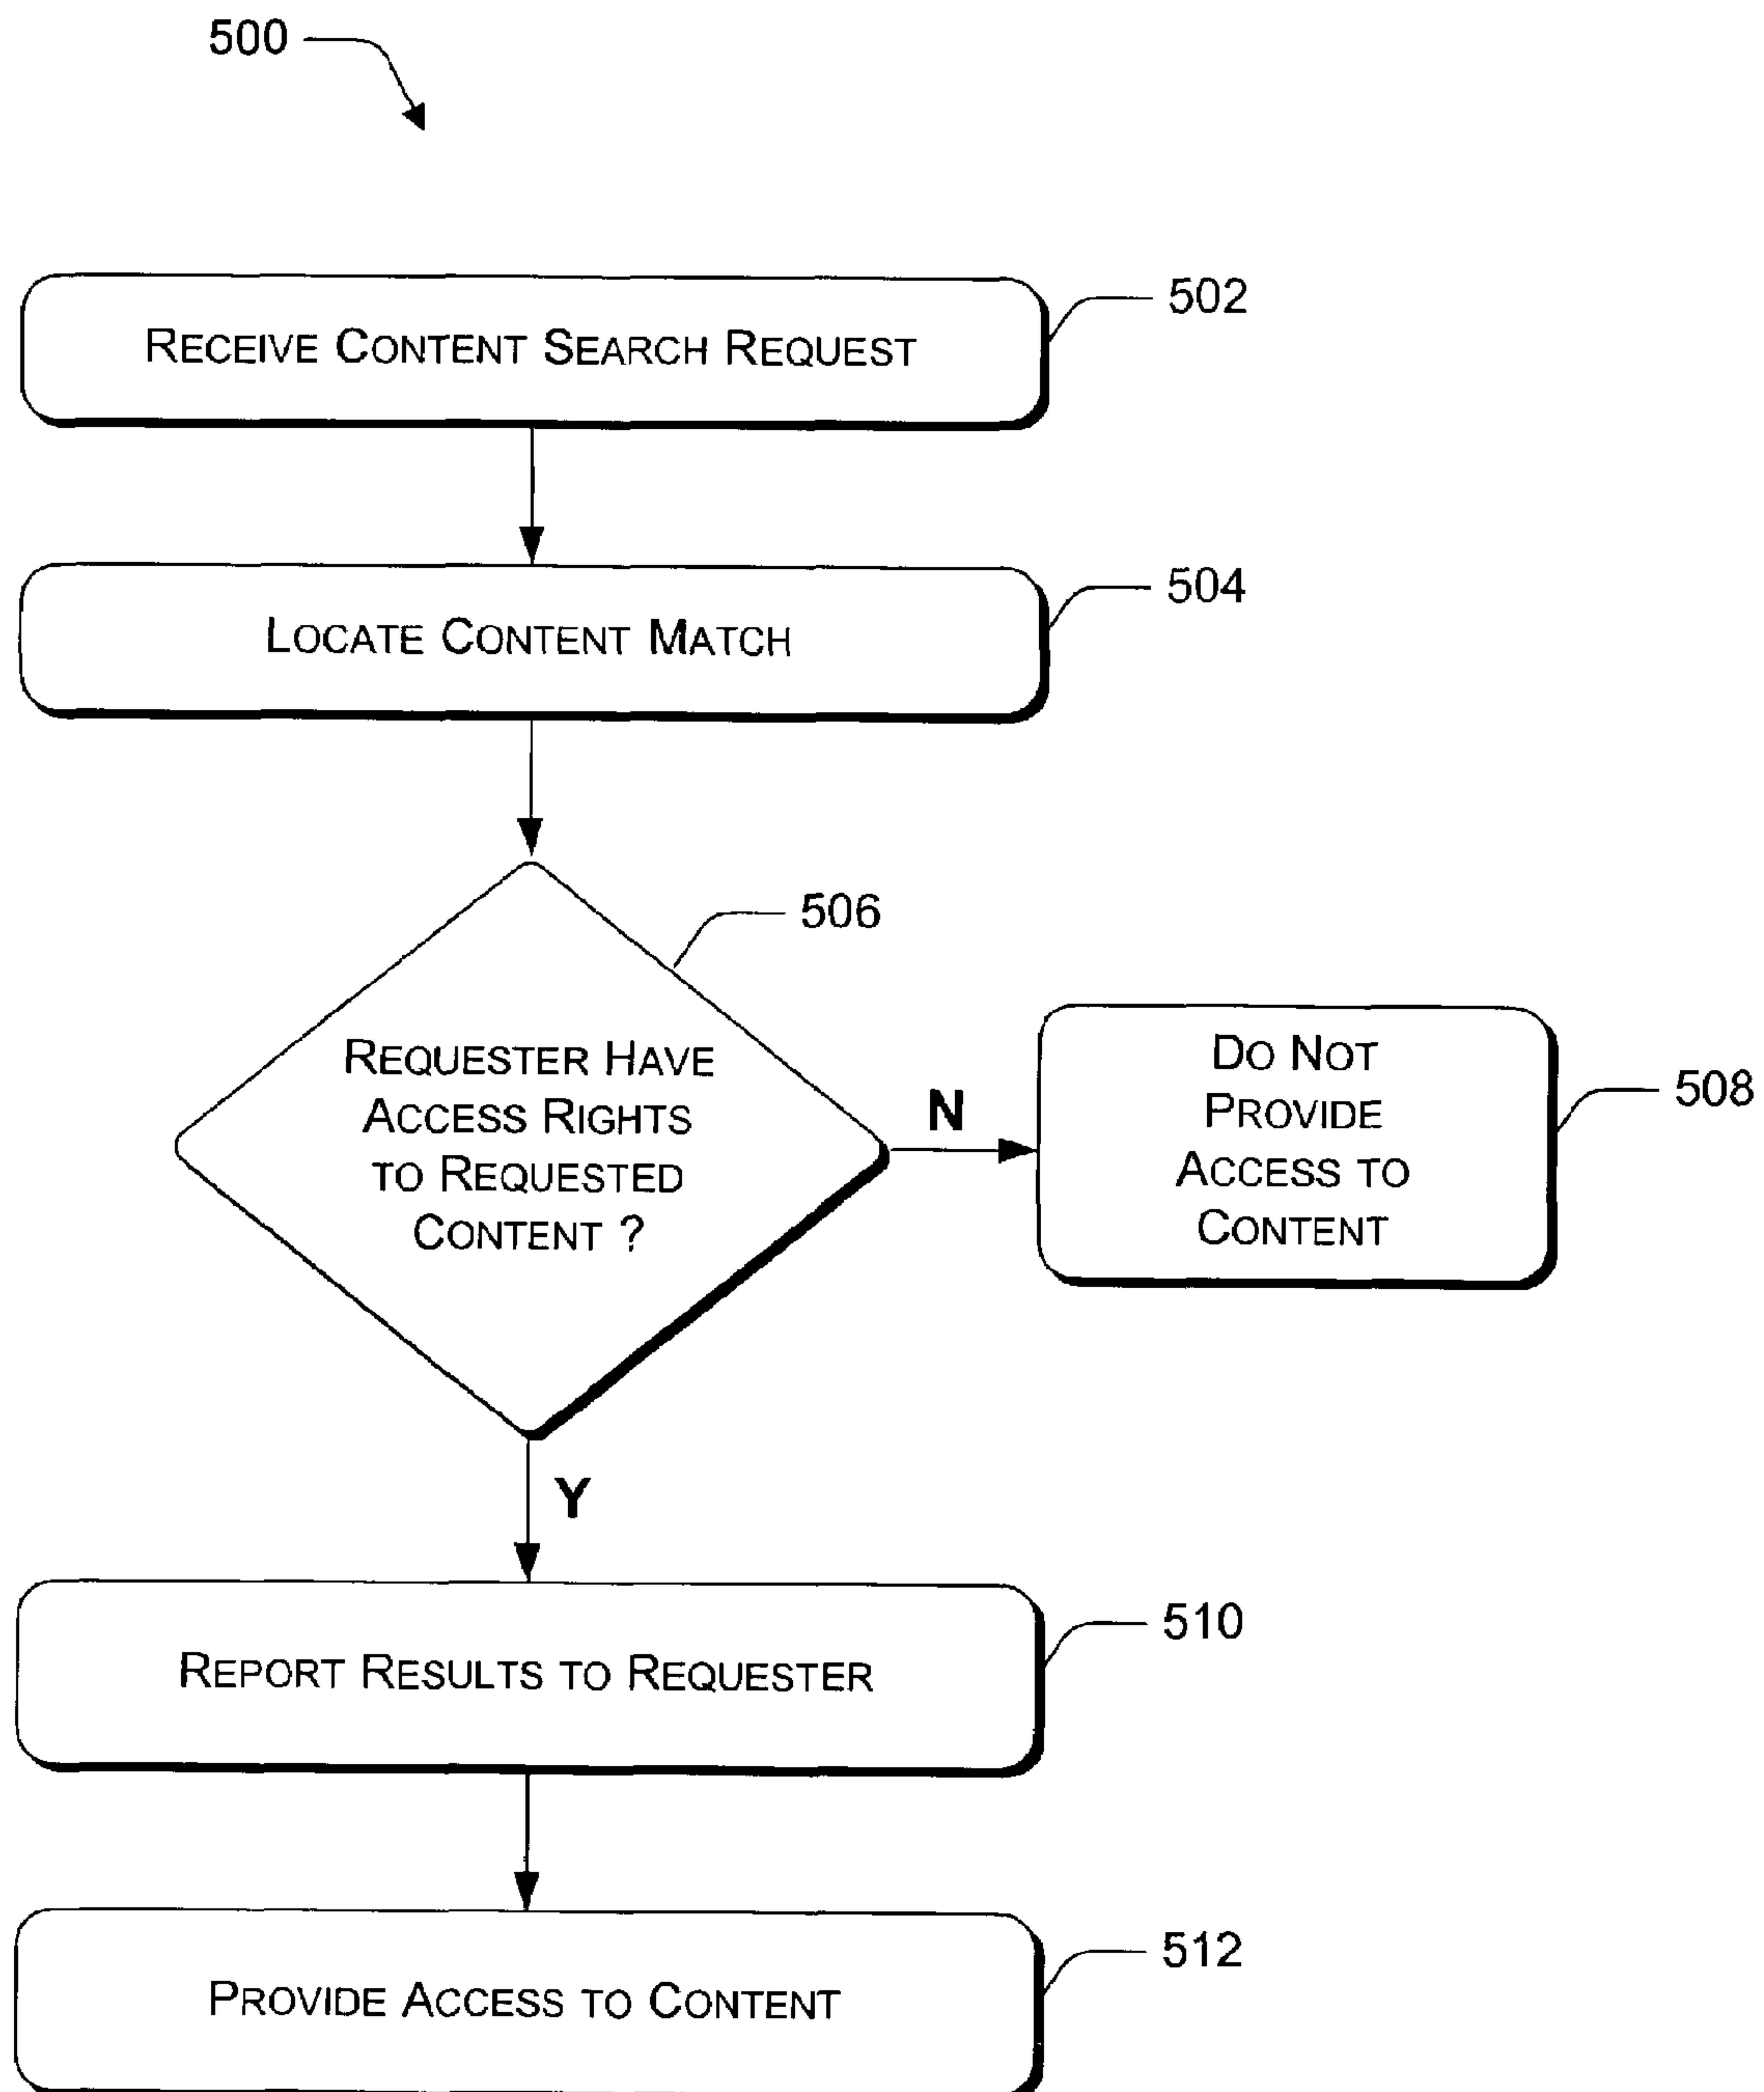 500
RECEIVE CONTENT SEARCH REQUEST
502
LOCATE CONTENT MATCH
504
506
REQUESTER HAVE
ACCESS RIGHTS
TO REQUESTED
CONTENT ?
N
DO NOT
PROVIDE
ACCESS TO
CONTENT
508
Y
REPORT RESULTS TO REQUESTER
510
PROVIDE ACCESS TO CONTENT
512